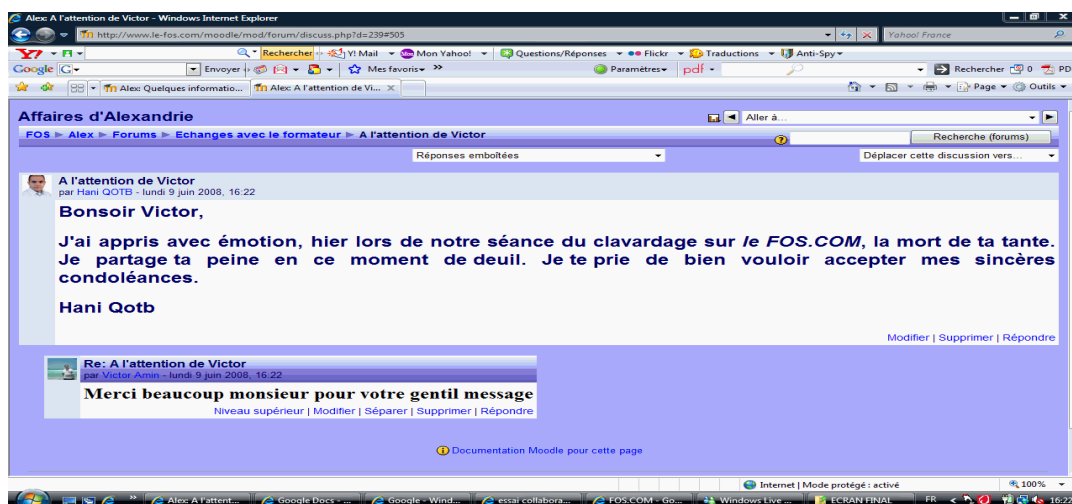 Alex: A l'attention de Victor - Windows Internet Explorer
http://www.le-fos.com/moodle/mod/forum/discuss.php?d=239#505
Yahoo! France
Y! Rechercher Y! Mail Mon Yahoo! Questions/Réponses Flickr Traductions Anti-Spy
Google G Envoyer Mes favoris » Paramètres pdf Rechercher 0 PD
Alex: Quelques informatio... Alex: A l'attention de Vi... Page Outils
Affaires d'Alexandrie
Aller à...
FOS ► Alex ► Forums ► Echanges avec le formateur ► A l'attention de Victor
Recherche (forums)
Réponses emboîtées
Déplacer cette discussion vers...
A l'attention de Victor
par Hani QOTB - lundi 9 juin 2008, 16:22
Bonsoir Victor,
J'ai appris avec émotion, hier lors de notre séance du clavardage sur le FOS.COM, la mort de ta tante.
Je partage ta peine en ce moment de deuil. Je te prie de bien vouloir accepter mes sincères
condoléances.
Hani Qotb
Modifier | Supprimer | Répondre
Re: A l'attention de Victor
par Victor Amin - lundi 9 juin 2008, 16:22
Merci beaucoup monsieur pour votre gentil message
Niveau supérieur | Modifier | Séparer | Supprimer | Répondre
Documentation Moodle pour cette page
Internet | Mode protégé : activé
100%
» Alex: A l'attent... Google Docs - ... Google - Wind... essai collabora... FOS.COM - Go... Windows Live ... ECRAN FINAL FR < 16:22